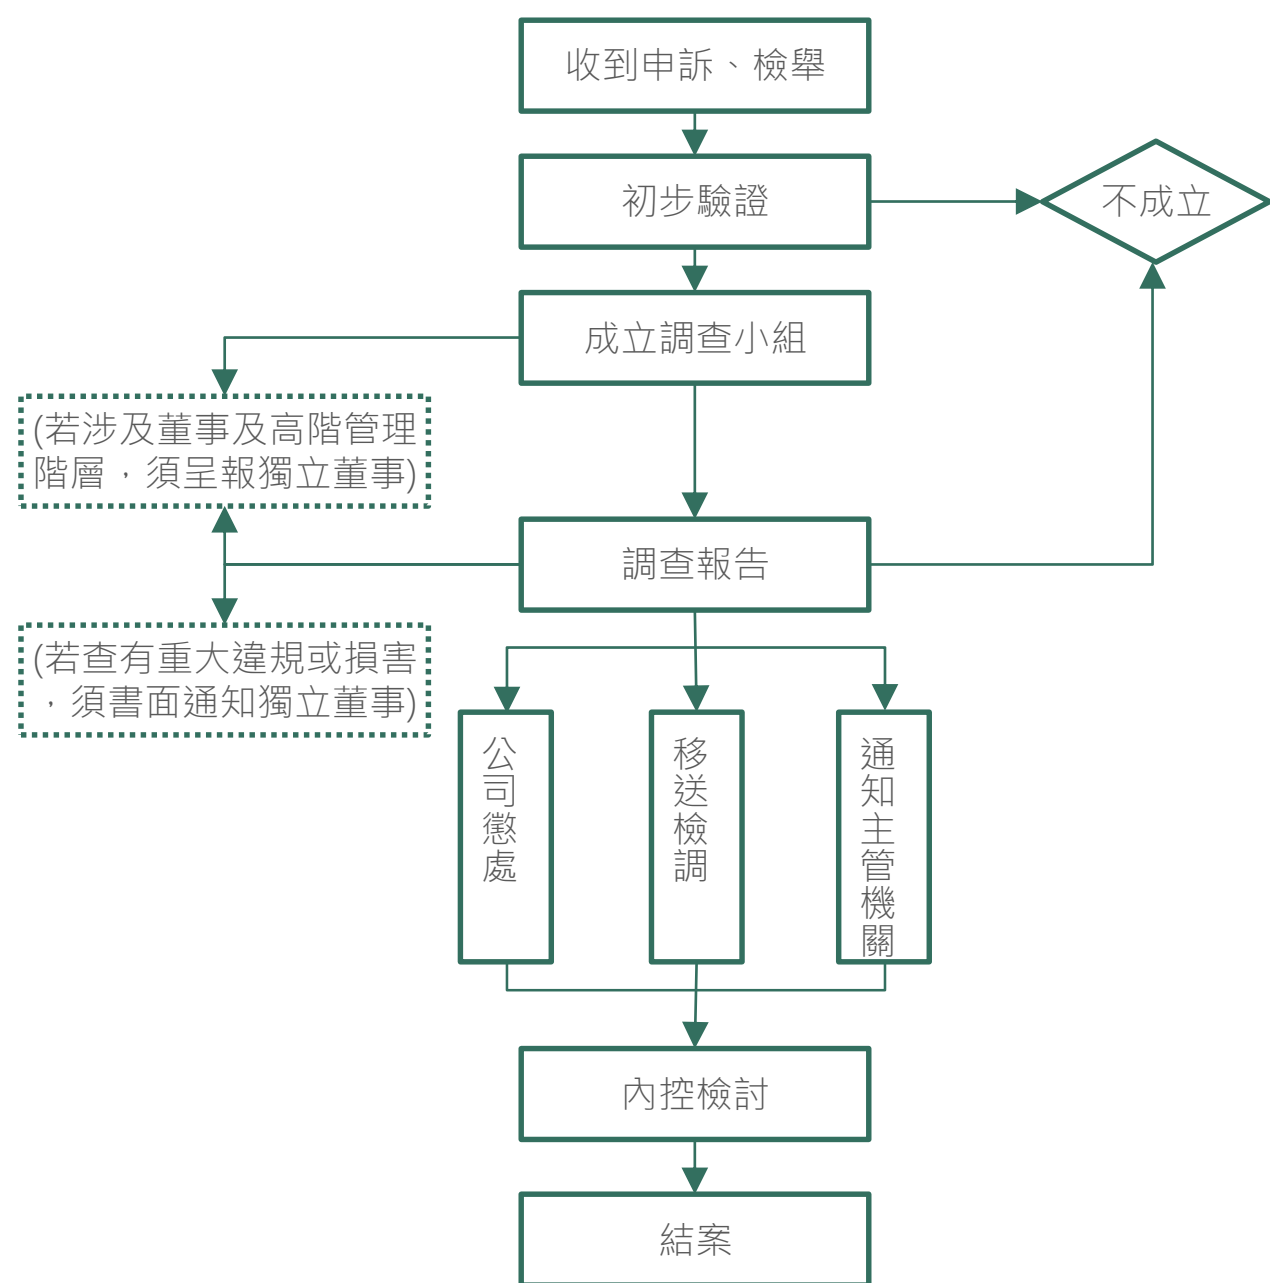 收到申訴、檢舉
初步驗證
不成立
成立調查小組
(若涉及董事及高階管理
階層，須呈報獨立董事)
調查報告
(若查有重大違規或損害
，須書面通知獨立董事)
公司懲處
移送檢調
通知主管機關
內控檢討
結案